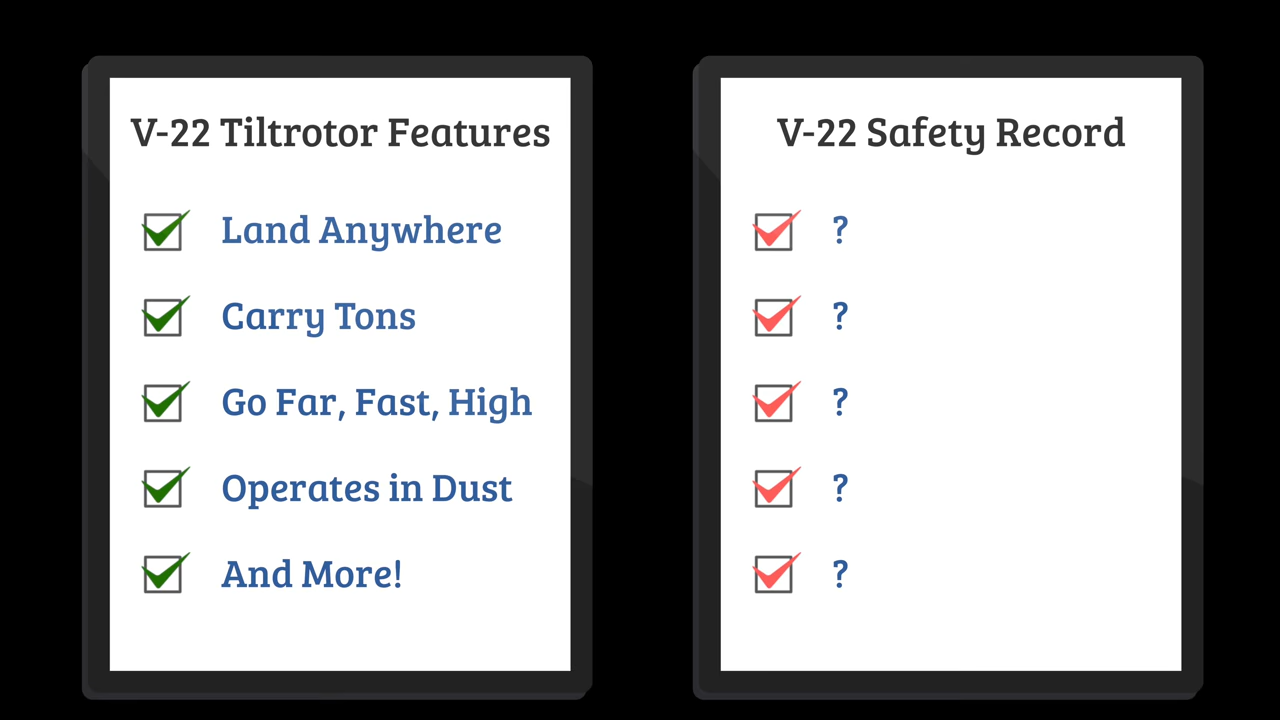 V-22 Tiltrotor Features
Land Anywhere
Carry Tons
Go Far, Fast, High
Operates in Dust
And More!
V-22 Safety Record
?
?
?
?
?